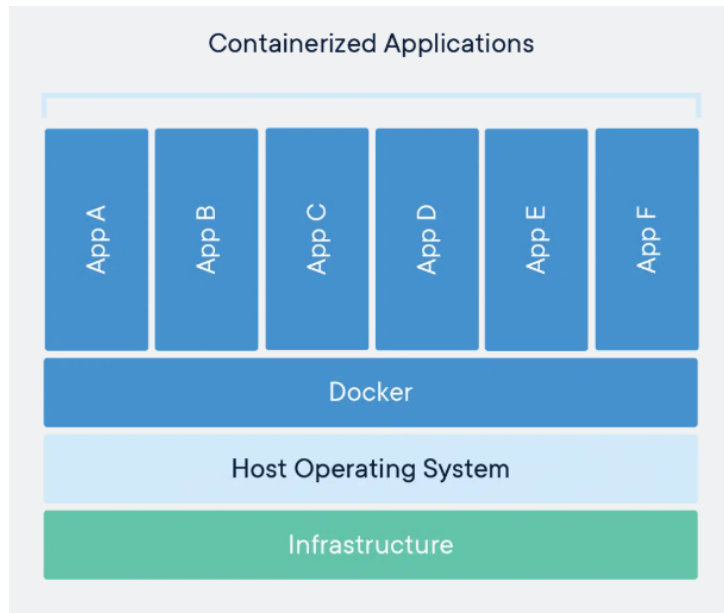 Containerized Applications
App A
App B
App C
App D
App E
App F
Docker
Host Operating System
Infrastructure